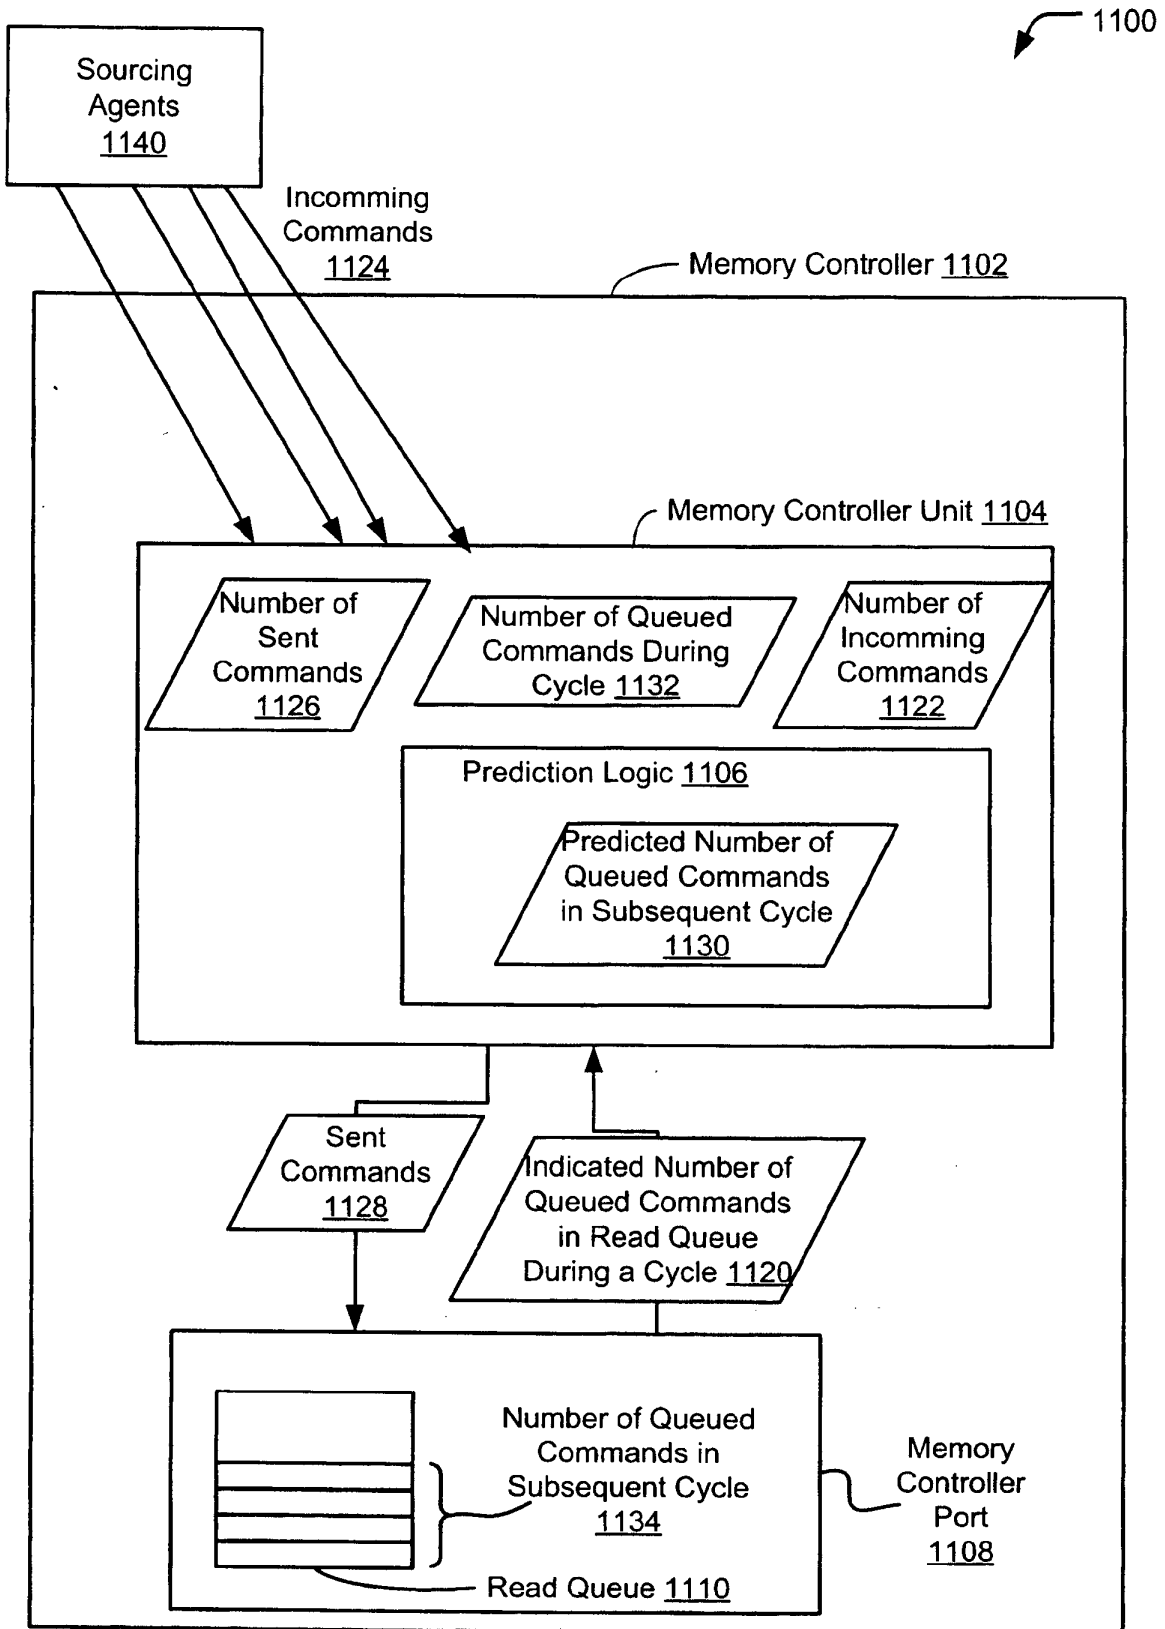 1100
Sourcing
Agents
1140
Incomming
Commands
1124
Memory Controller 1102
Memory Controller Unit 1104
Number of
Sent
Commands
1126
Number of Queued
Commands During
Cycle 1132
Number of
Incomming
Commands
1122
Prediction Logic 1106
Predicted Number of
Queued Commands
in Subsequent Cycle
1130
Sent
Commands
1128
Indicated Number of
Queued Commands
in Read Queue
During a Cycle 1120
Number of Queued
Commands in
Subsequent Cycle
1134
Read Queue 1110
Memory
Controller
Port
1108